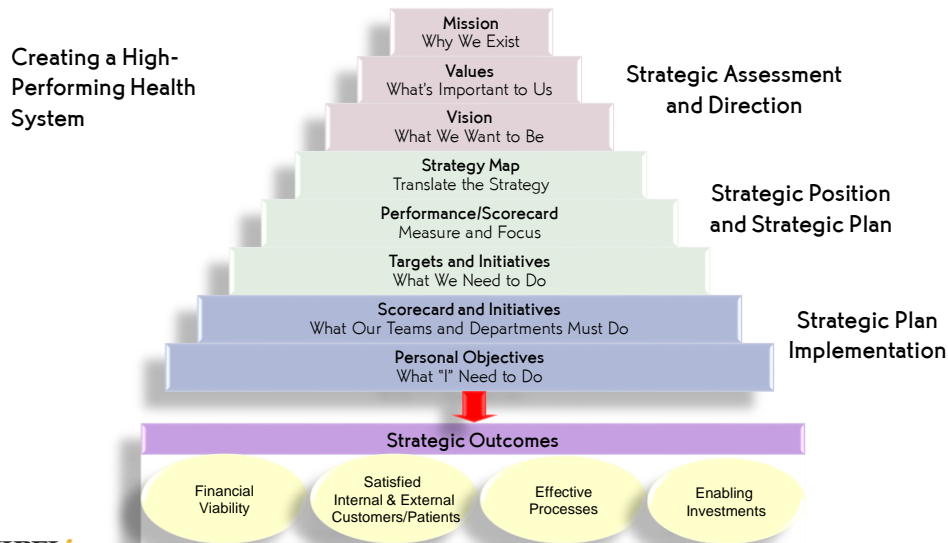 Creating a High-
Performing Health
System
Mission
Why We Exist
Values
What's Important to Us
Vision
What We Want to Be
Strategic Assessment
and Direction
Strategy Map
Translate the Strategy
Performance/Scorecard
Measure and Focus
Targets and Initiatives
What We Need to Do
Strategic Position
and Strategic Plan
Scorecard and Initiatives
What Our Teams and Departments Must Do
Personal Objectives
What "I" Need to Do
Strategic Plan
Implementation
Strategic Outcomes
Financial
Viability
Satisfied
Internal & External
Customers/Patients
Effective
Processes
Enabling
Investments